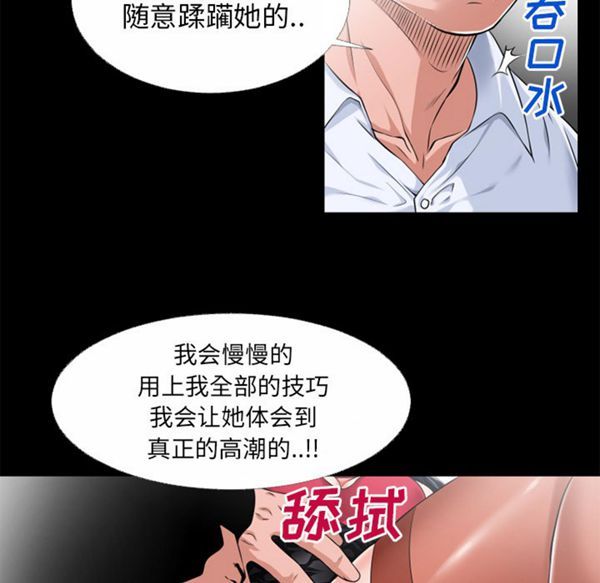 随意蹂躏她的..
吞口水
我会慢慢的
用上我全部的技巧
我会让她体会到
真正的高潮的..!!
舔拭